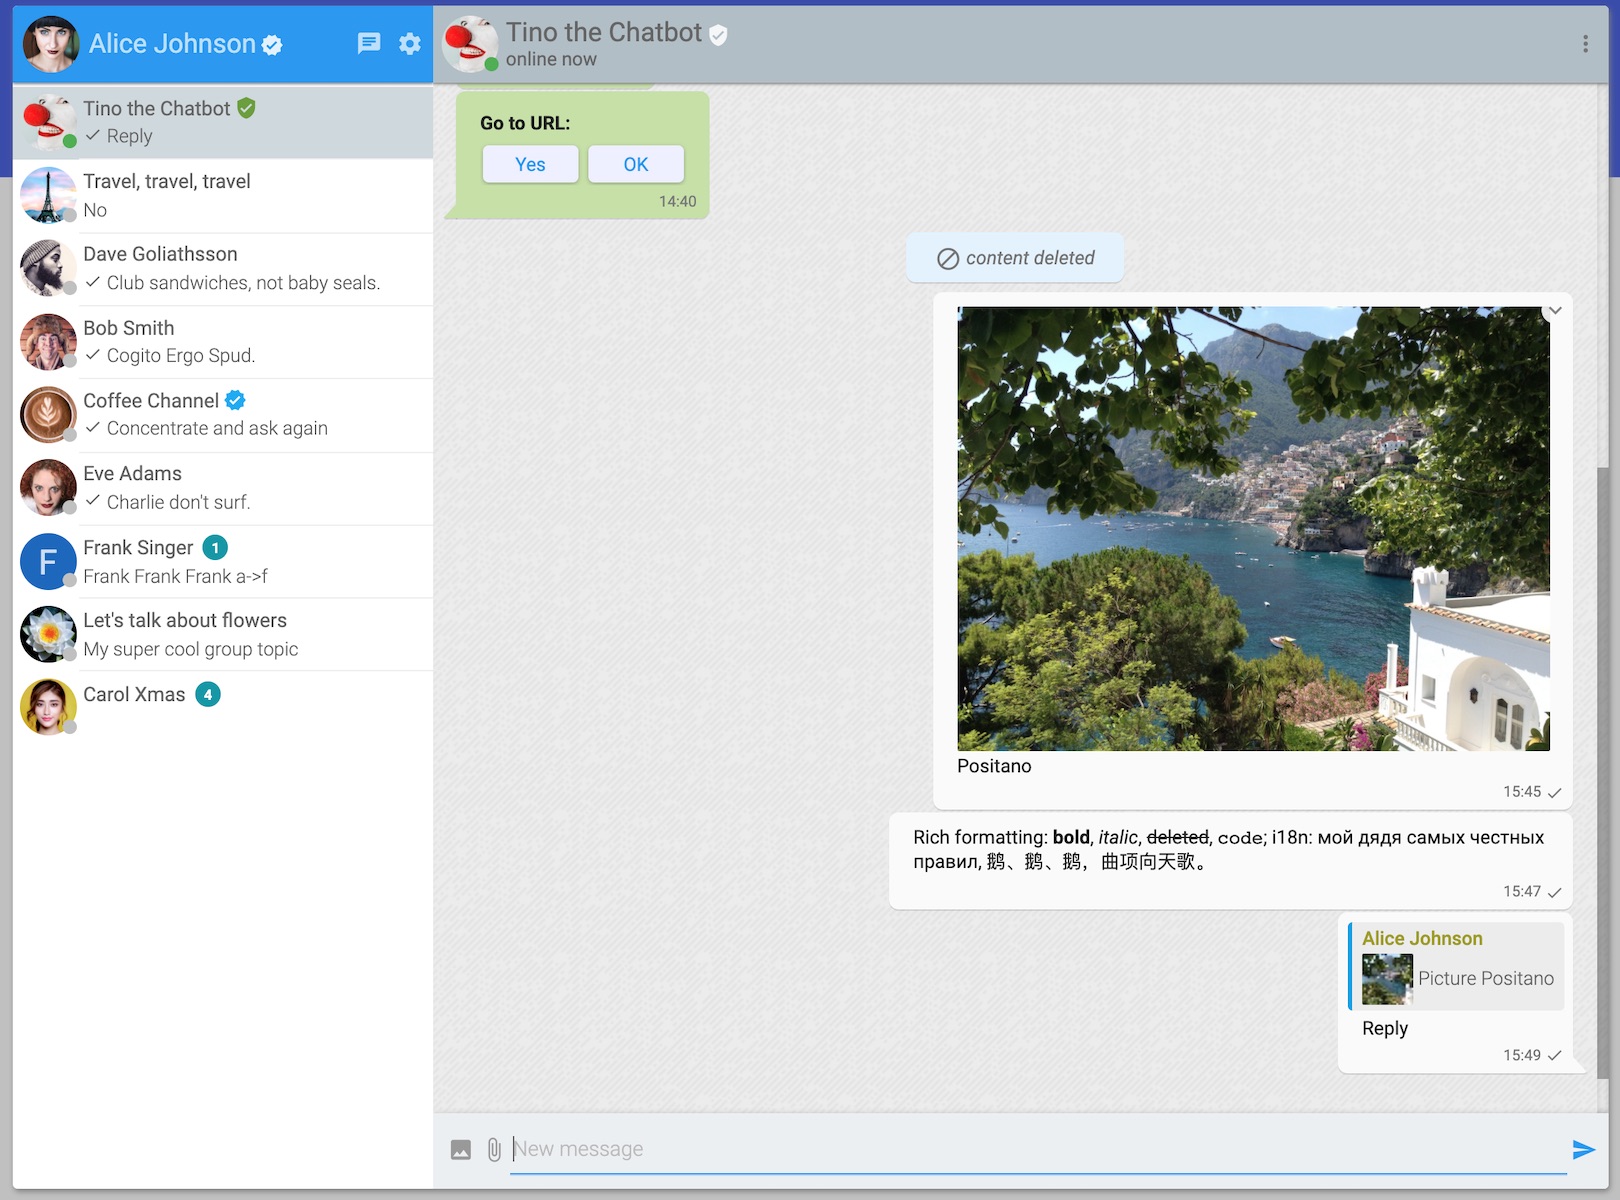 Alice Johnson
Tino the Chatbot
Reply
Travel, travel, travel
No
Dave Goliathsson
Club sandwiches, not baby seals.
Bob Smith
Cogito Ergo Spud.
Coffee Channel
Concentrate and ask again
Eve Adams
Charlie don't surf.
F
Frank Singer 1
Frank Frank Frank a->f
Let's talk about flowers
My super cool group topic
Carol Xmas 4
Tino the Chatbot
online now
Go to URL:
Yes OK
14:40
content deleted
Positano
15:45
Rich formatting: bold, italic, deleted, code; i18n: мой дядя самых честных
правил, 鹅、鹅、鹅，曲项向天歌。
15:47
Alice Johnson
Picture Positano
Reply
15:49
New message